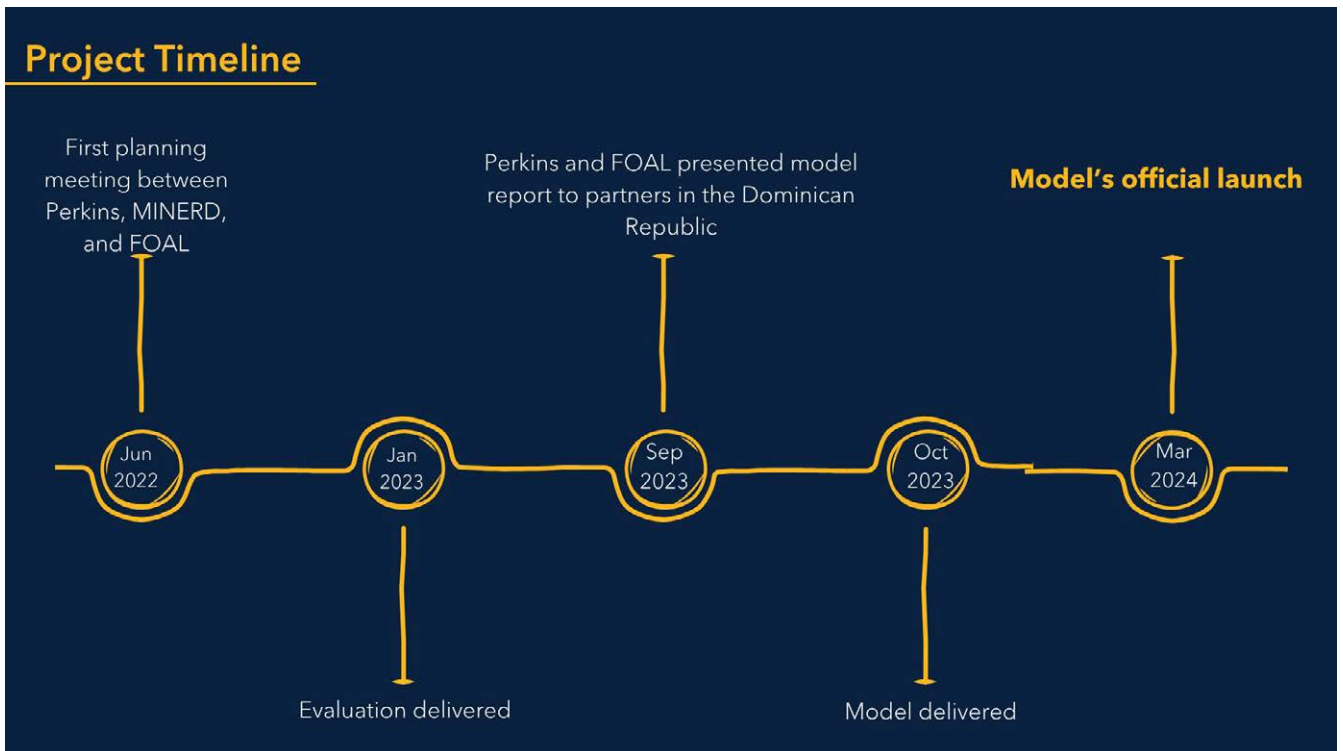 Project Timeline
First planning
meeting between
Perkins, MINERD,
and FOAL
Perkins and FOAL presented model
report to partners in the Dominican
Republic
Model's official launch
Jun
2022
Jan
2023
Sep
2023
Oct
2023
Mar
2024
Evaluation delivered
Model delivered